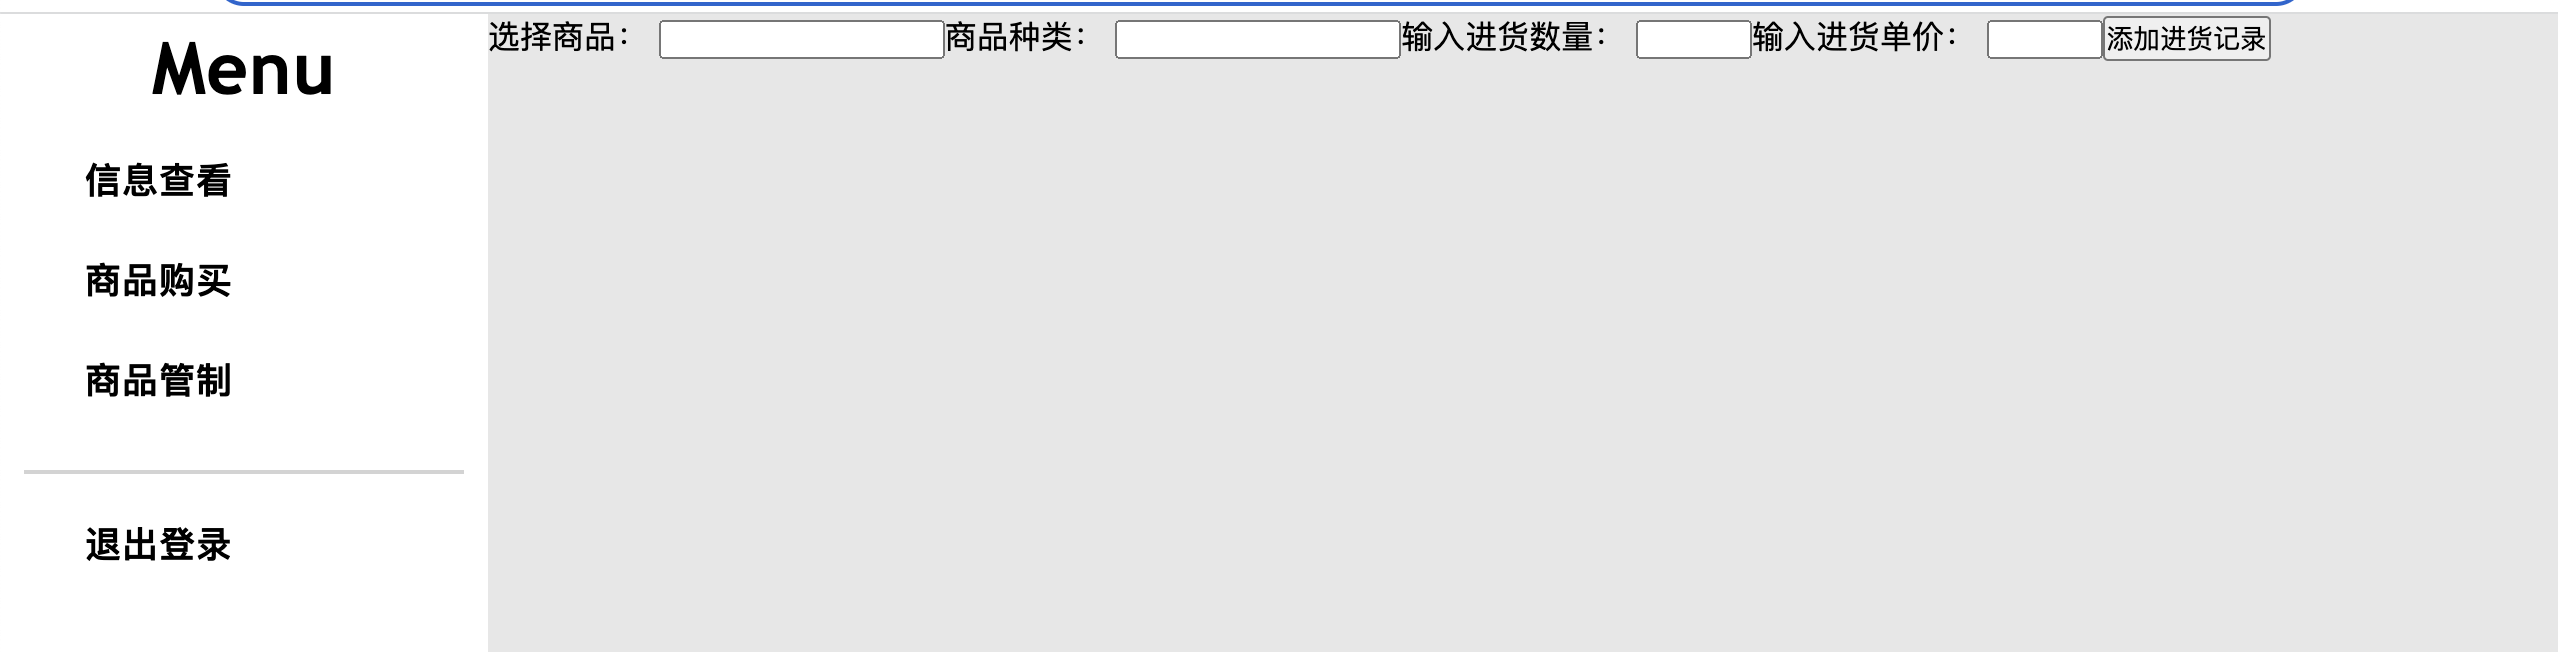 Menu
信息查看
商品购买
商品管制
退出登录
选择商品： 商品种类： 输入进货数量： 输入进货单价： 添加进货记录